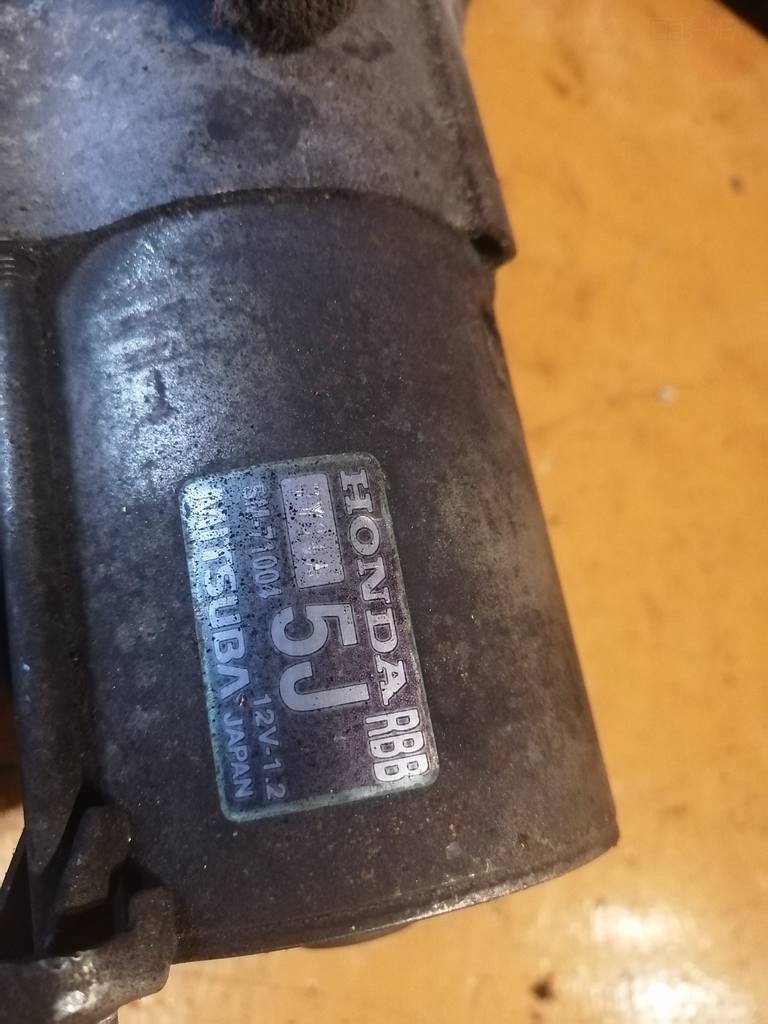 HONDA RBB
5J
SM-71004 12V-1.2
MITSUBA JAPAN